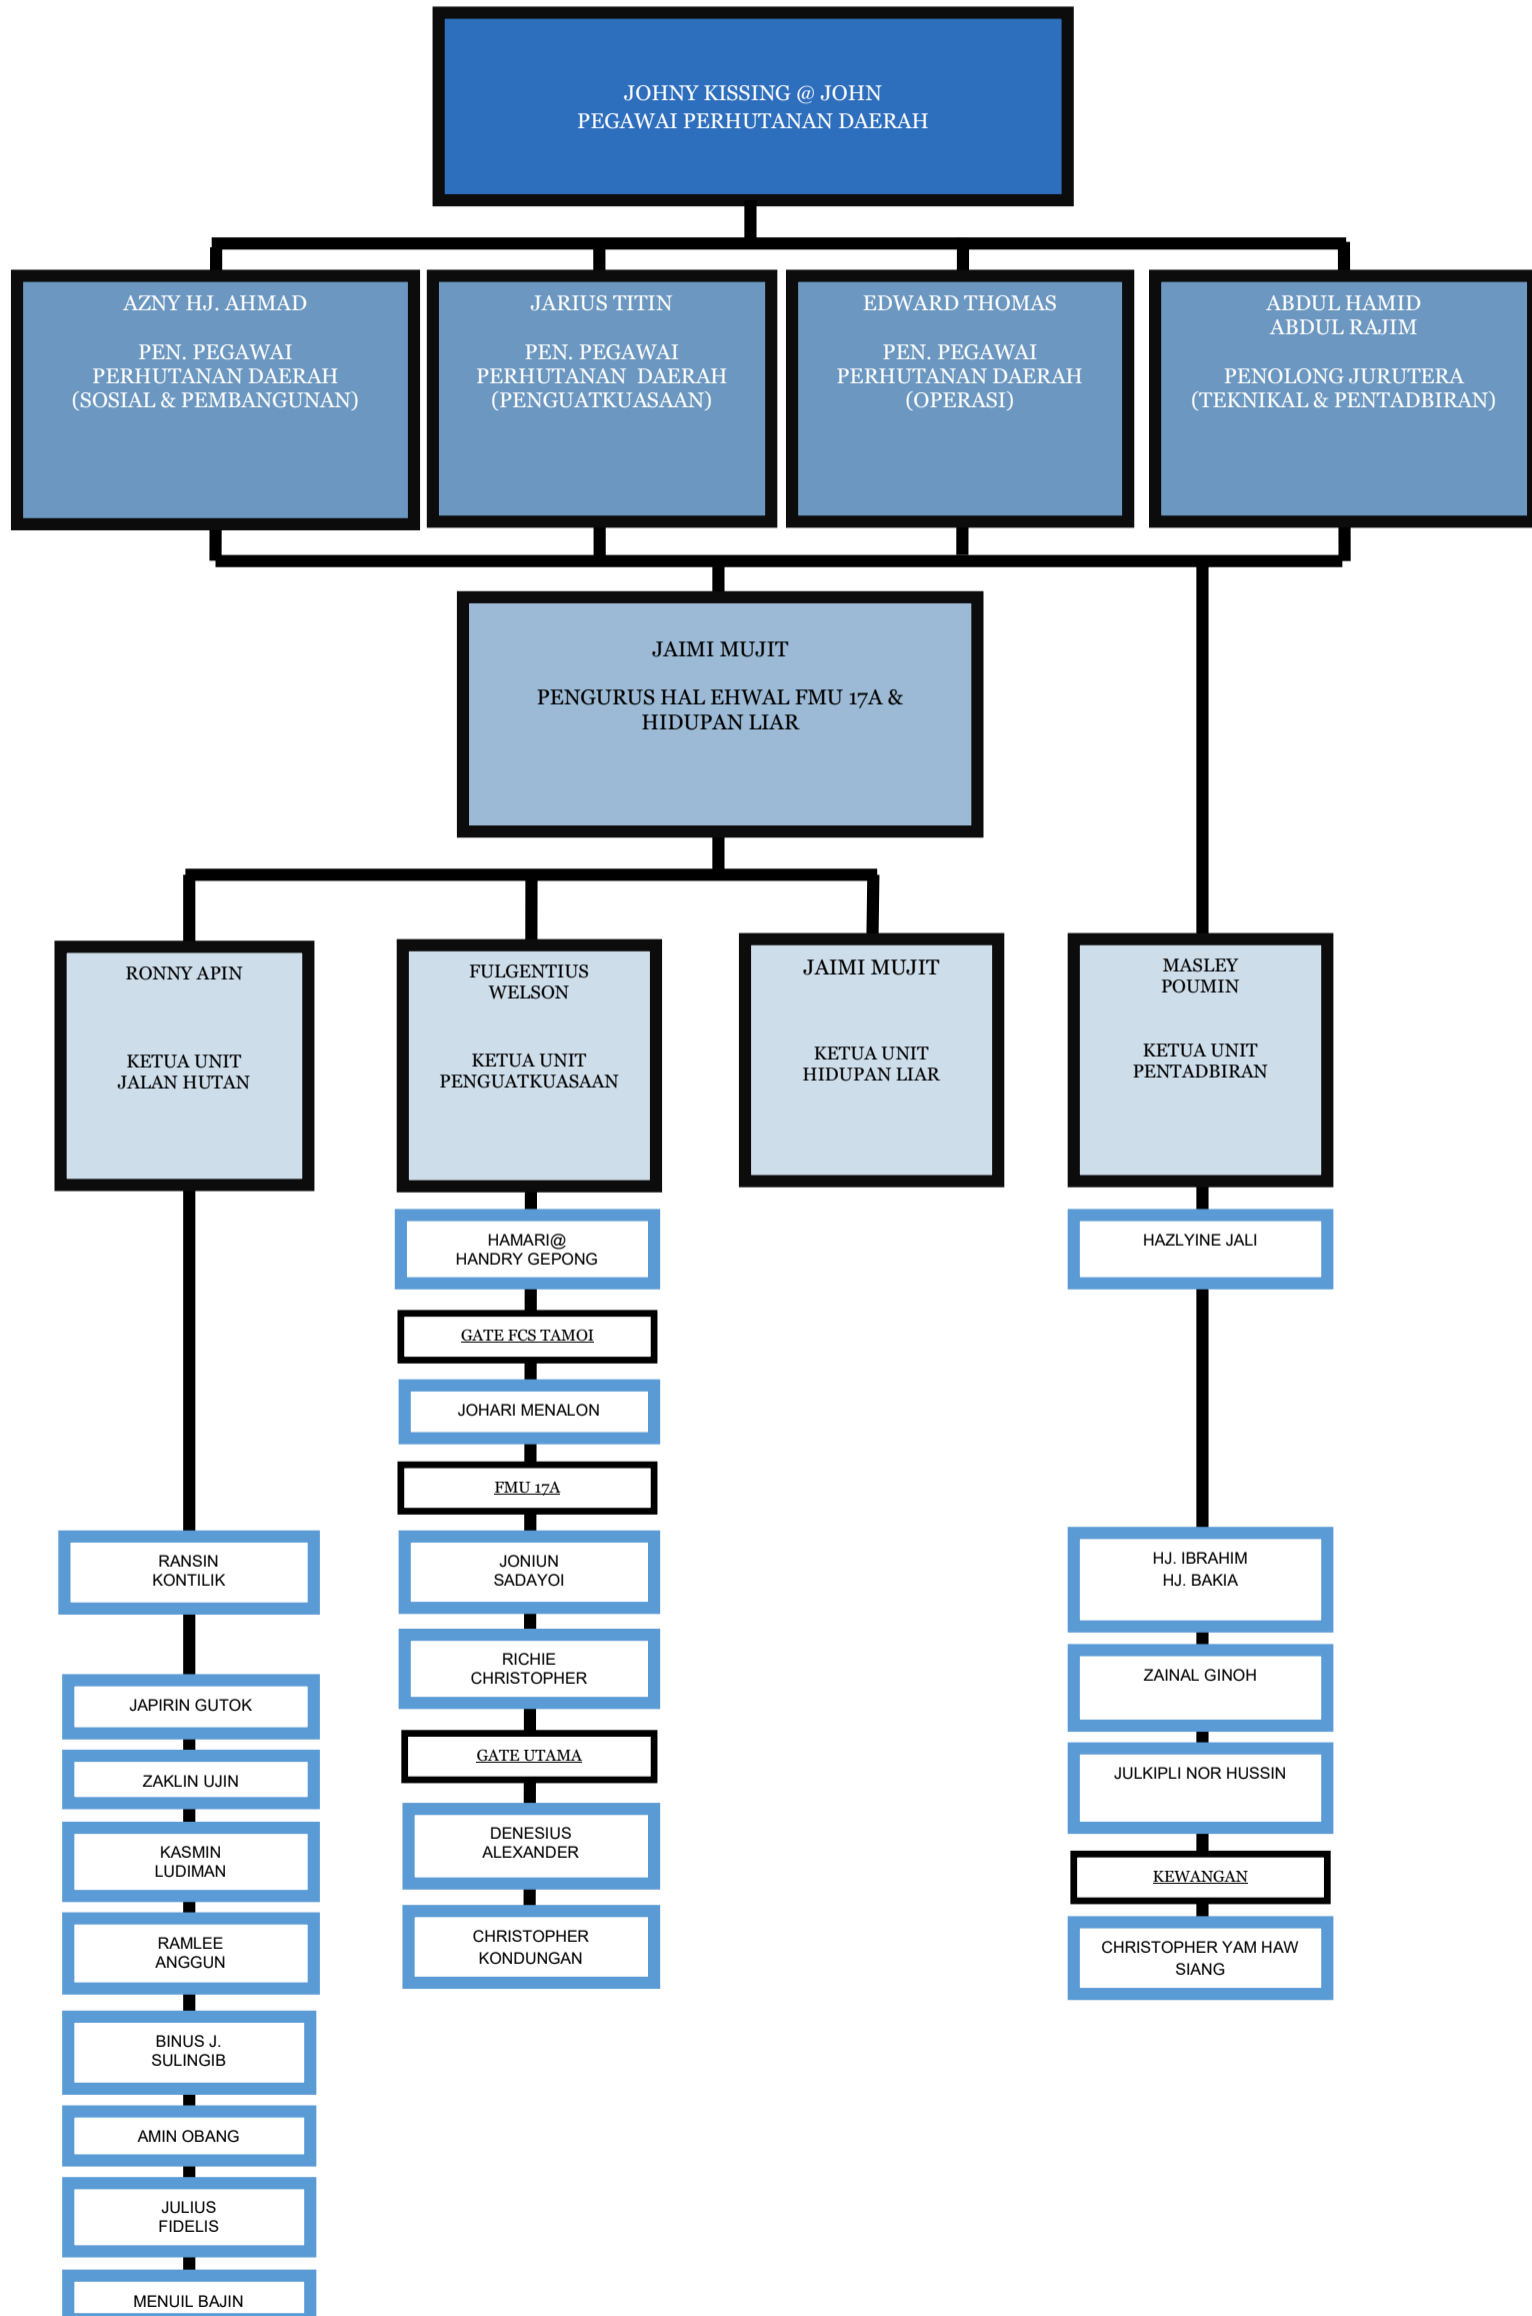 JOHNY KISSING @ JOHN
PEGAWAI PERHUTANAN DAERAH
AZNY HJ. AHMAD
PEN. PEGAWAI
PERHUTANAN DAERAH
(SOSIAL & PEMBANGUNAN)
JARIUS TITIN
PEN. PEGAWAI
PERHUTANAN DAERAH
(PENGUATKUASAAN)
EDWARD THOMAS
PEN. PEGAWAI
PERHUTANAN DAERAH
(OPERASI)
ABDUL HAMID
ABDUL RAJIM
PENOLONG JURUTERA
(TEKNIKAL & PENTADBIRAN)
JAIMI MUJIT
PENGURUS HAL EHWAL FMU 17A &
HIDUPAN LIAR
RONNY APIN
KETUA UNIT
JALAN HUTAN
FULGENTIUS
WELSON
KETUA UNIT
PENGUATKUASAAN
JAIMI MUJIT
KETUA UNIT
HIDUPAN LIAR
MASLEY
POUMIN
KETUA UNIT
PENTADBIRAN
RANSIN
KONTILIK
JAPIRIN GUTOK
ZAKLIN UJIN
KASMIN
LUDIMAN
RAMLEE
ANGGUN
BINUS J.
SULINGIB
AMIN OBANG
JULIUS
FIDELIS
MENUIL BAJIN
HAMARI@
HANDRY GEPONG
GATE FCS TAMOI
JOHARI MENALON
FMU 17A
JONIUN
SADAYOI
RICHIE
CHRISTOPHER
GATE UTAMA
DENESIUS
ALEXANDER
CHRISTOPHER
KONDUNGAN
HAZLYINE JALI
HJ. IBRAHIM
HJ. BAKIA
ZAINAL GINOH
JULKIPLI NOR HUSSIN
KEWANGAN
CHRISTOPHER YAM HAW
SIANG